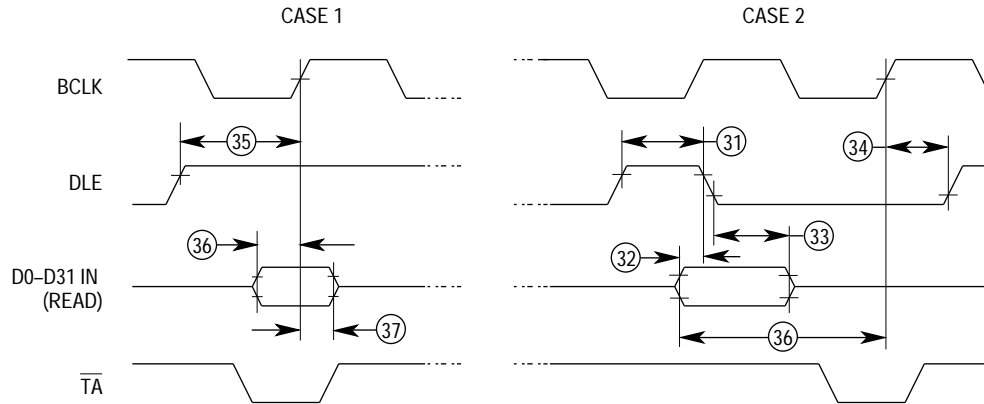 CASE 1
CASE 2
BCLK
35
31
34
DLE
36
32
33
D0–D31 IN
(READ)
37
36
TA